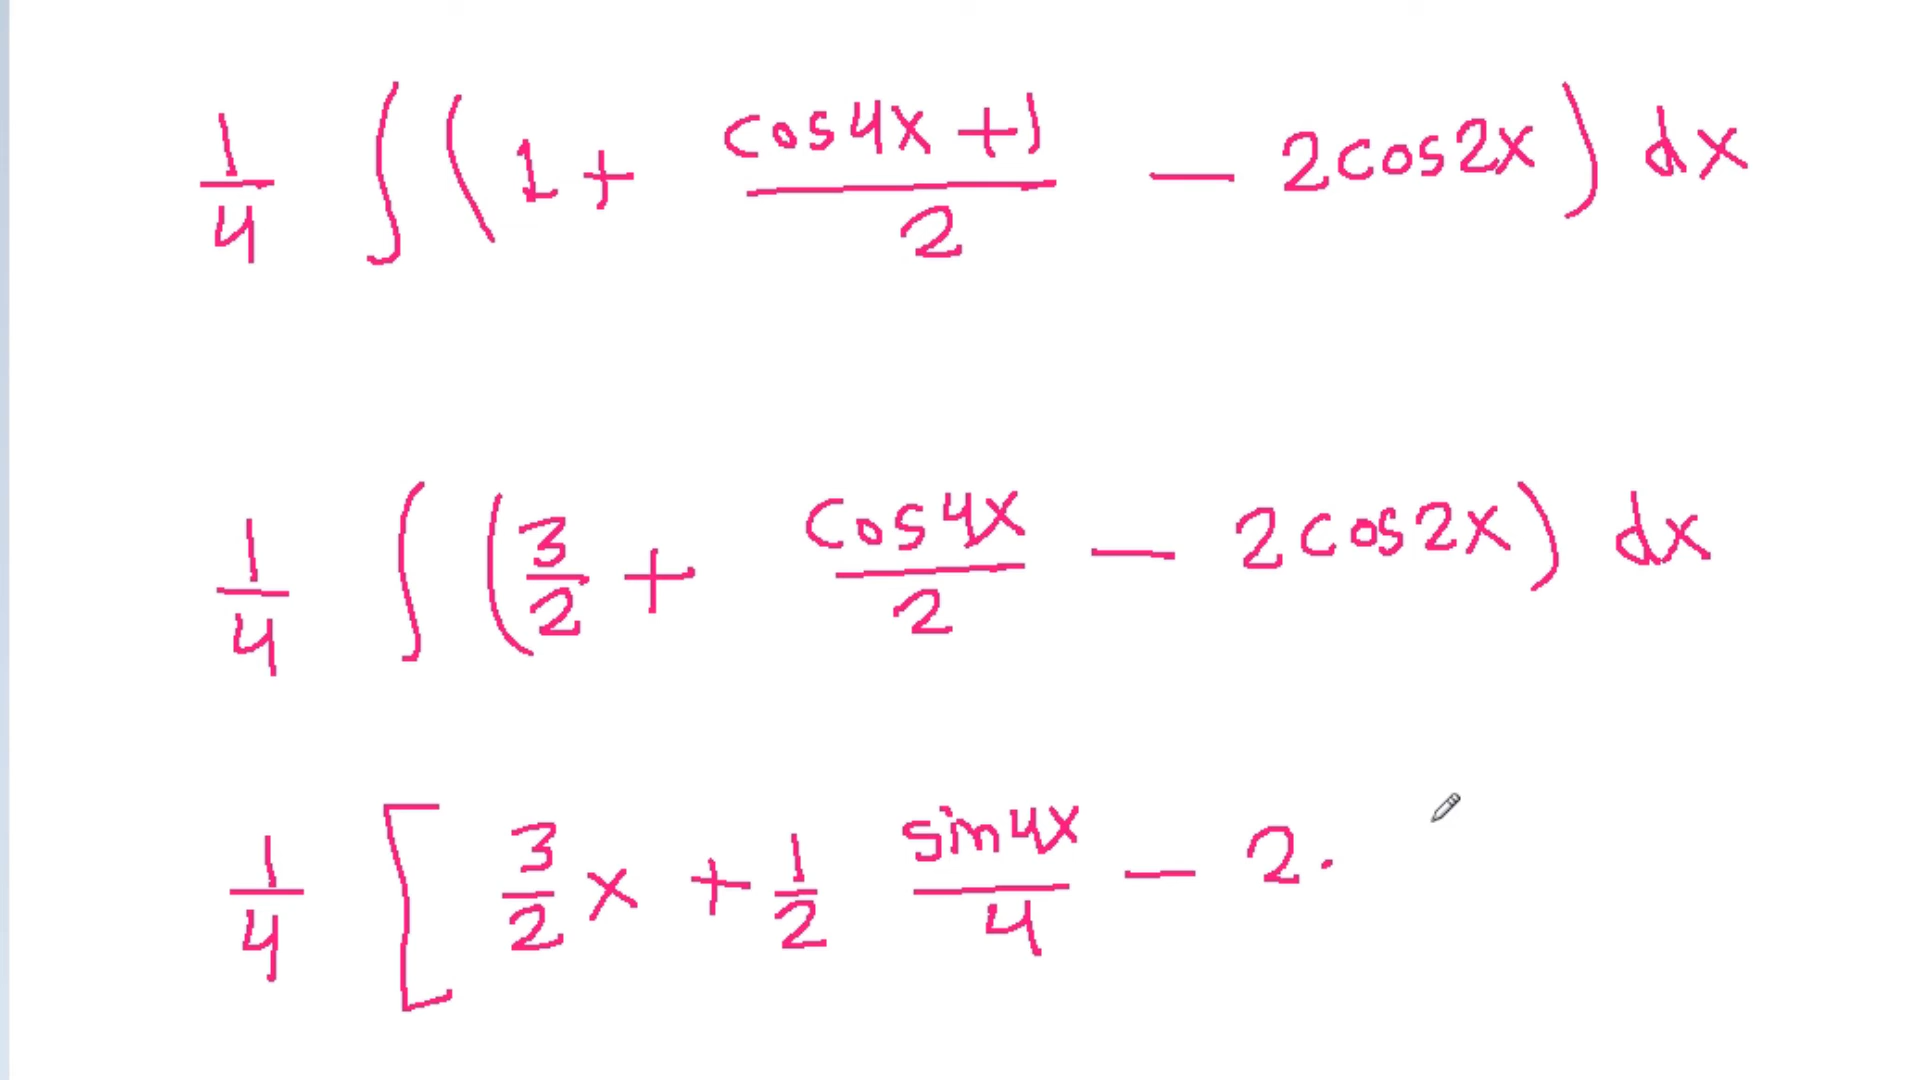 1/4 ∫ (1 + (cos4x + 1)/2 − 2cos2x) dx
1/4 ∫ (3/2 + cos4x/2 − 2cos2x) dx
1/4 [ 3/2 x + 1/2 sin4x/4 − 2 ·